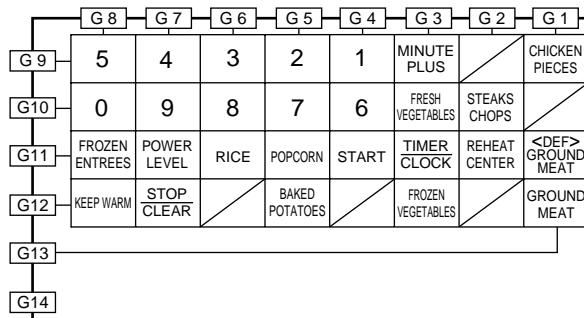 G 8 G 7 G 6 G 5 G 4 G 3 G 2 G 1
G 9 5 4 3 2 1 MINUTE PLUS CHICKEN PIECES
G10 0 9 8 7 6 FRESH VEGETABLES STEAKS CHOPS
G11 FROZEN ENTREES POWER LEVEL RICE POPCORN START TIMER CLOCK REHEAT CENTER <DEF> GROUND MEAT
G12 KEEP WARM STOP CLEAR BAKED POTATOES FROZEN VEGETABLES GROUND MEAT
G13
G14